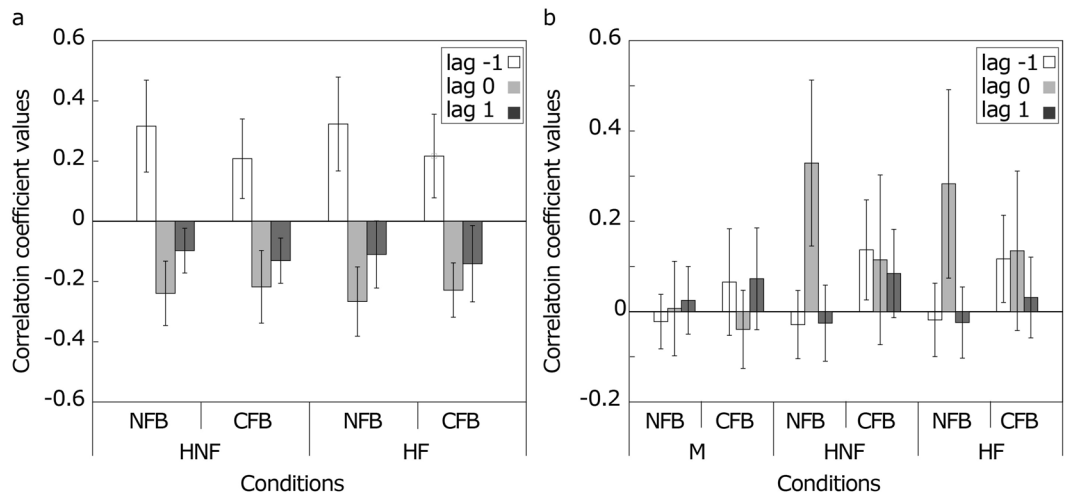 a
Correlatoin coefficient values
0.6
0.4
0.2
0
-0.2
-0.4
-0.6
lag -1
lag 0
lag 1
NFB CFB NFB CFB
HNF HF
Conditions
b
Correlatoin coefficient values
0.6
0.4
0.2
0
-0.2
lag -1
lag 0
lag 1
NFB CFB NFB CFB NFB CFB
M HNF HF
Conditions